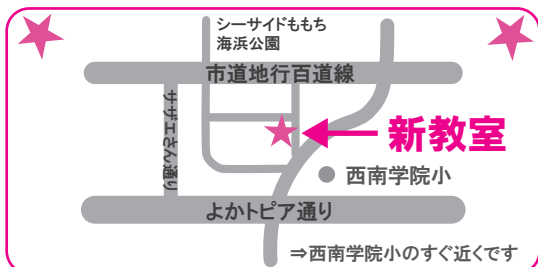 シーサイドももち
海浜公園
市道地行百道線
サザエさん通り
新教室
西南学院小
よかトピア通り
⇒西南学院小のすぐ近くです